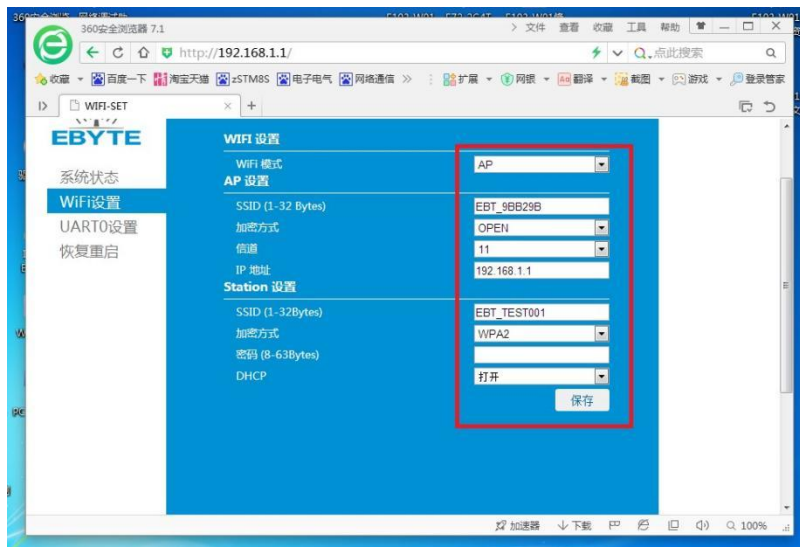 360安全浏览器 7.1
文件 查看 收藏 工具 帮助
http://192.168.1.1/
点此搜索
收藏 百度一下 淘宝天猫 zSTM8S 电子电气 网络通信 扩展 网银 翻译 截图 游戏 登录管家
WIFI-SET
EBYTE
系统状态
WiFi设置
UART0设置
恢复重启
WIFI 设置
WiFi 模式 AP
AP 设置
SSID (1-32 Bytes) EBT_9BB29B
加密方式 OPEN
信道 11
IP 地址 192.168.1.1
Station 设置
SSID (1-32Bytes) EBT_TEST001
加密方式 WPA2
密码 (8-63Bytes)
DHCP 打开
保存
加速器 下载 100%